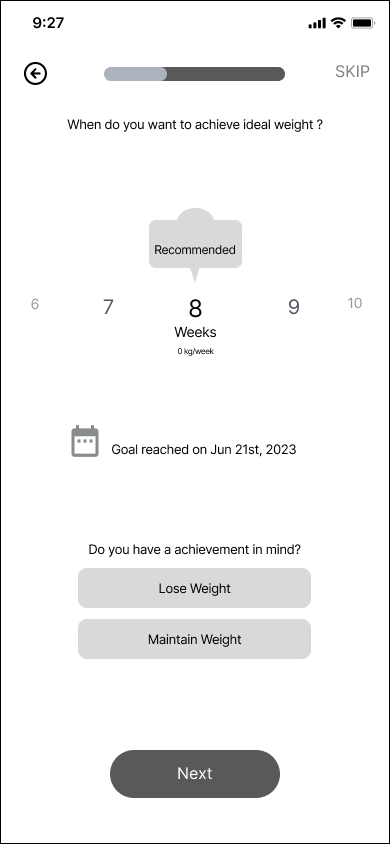 9:27
SKIP
When do you want to achieve ideal weight ?
Recommended
6 7 8 9 10
Weeks
0 kg/week
Goal reached on Jun 21st, 2023
Do you have a achievement in mind?
Lose Weight
Maintain Weight
Next